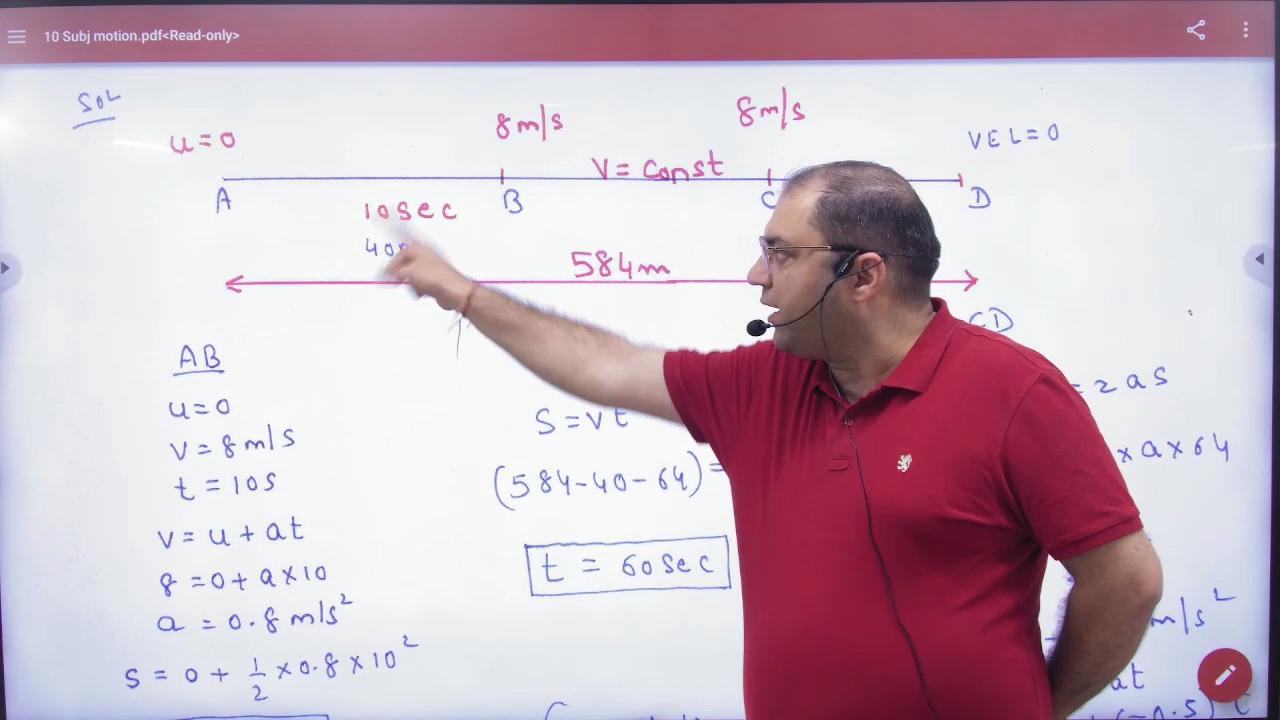 10 Subj motion.pdf<Read-only>
SOL
u=0
8m/s
8m/s
VEL=0
V=Const
A
B
C
D
10sec
584m
CD
AB
u=0
v=8m/s
t=10s
v=u+at
8=0+a×10
a=0.8m/s²
s=0+1/2×0.8×10²
S=vt
(584-40-64)=
t=60sec
=2as
×a×64
m/s²
at